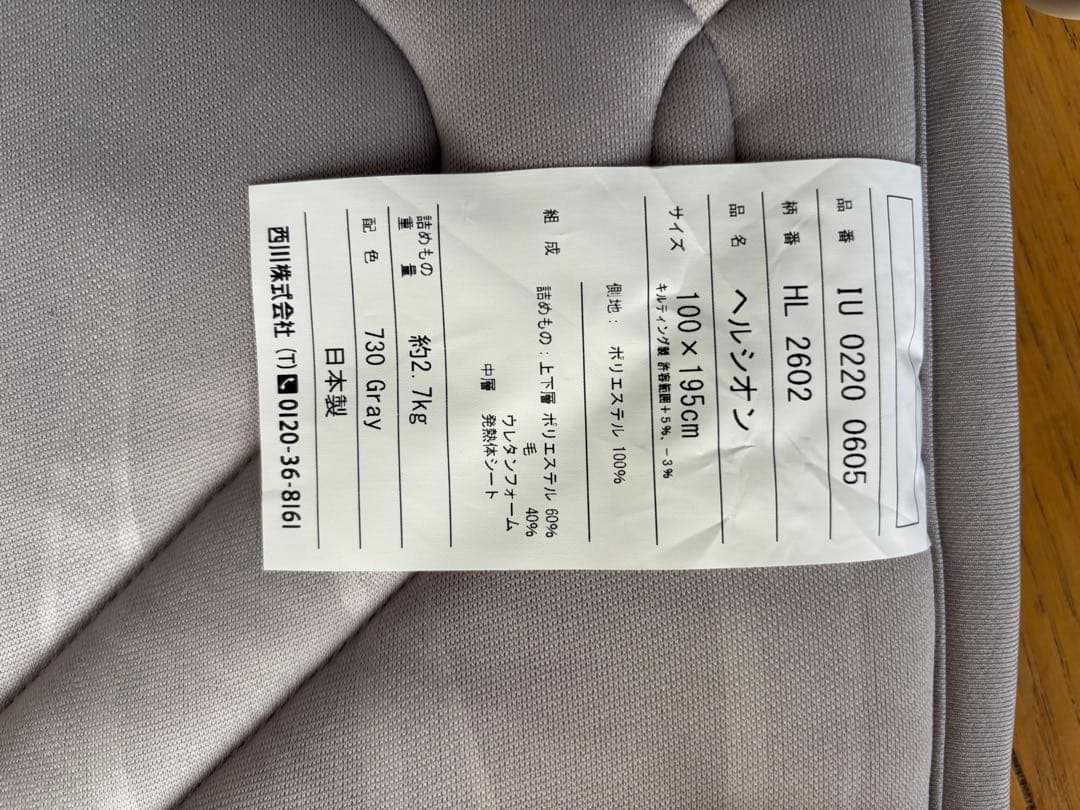 品番 IU 0220 0605
柄番 HL 2602
品名 ヘルシオン
サイズ 100×195cm
キルティング製 許容範囲+5%、-3%
組成 側地: ポリエステル 100%
詰めもの:上下層 ポリエステル 60%
毛 40%
中層 ウレタンフォーム
発熱体シート
詰めもの重量 約2.7kg
配色 730 Gray
日本製
西川株式会社 (T) 0120-36-8161